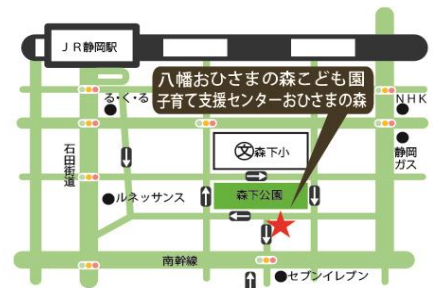 ＪＲ静岡駅
八幡おひさまの森こども園
子育て支援センターおひさまの森
る・く・る
ＮＨＫ
文森下小
静岡
ガス
石田街道
ルネッサンス
森下公園
南幹線
セブンイレブン